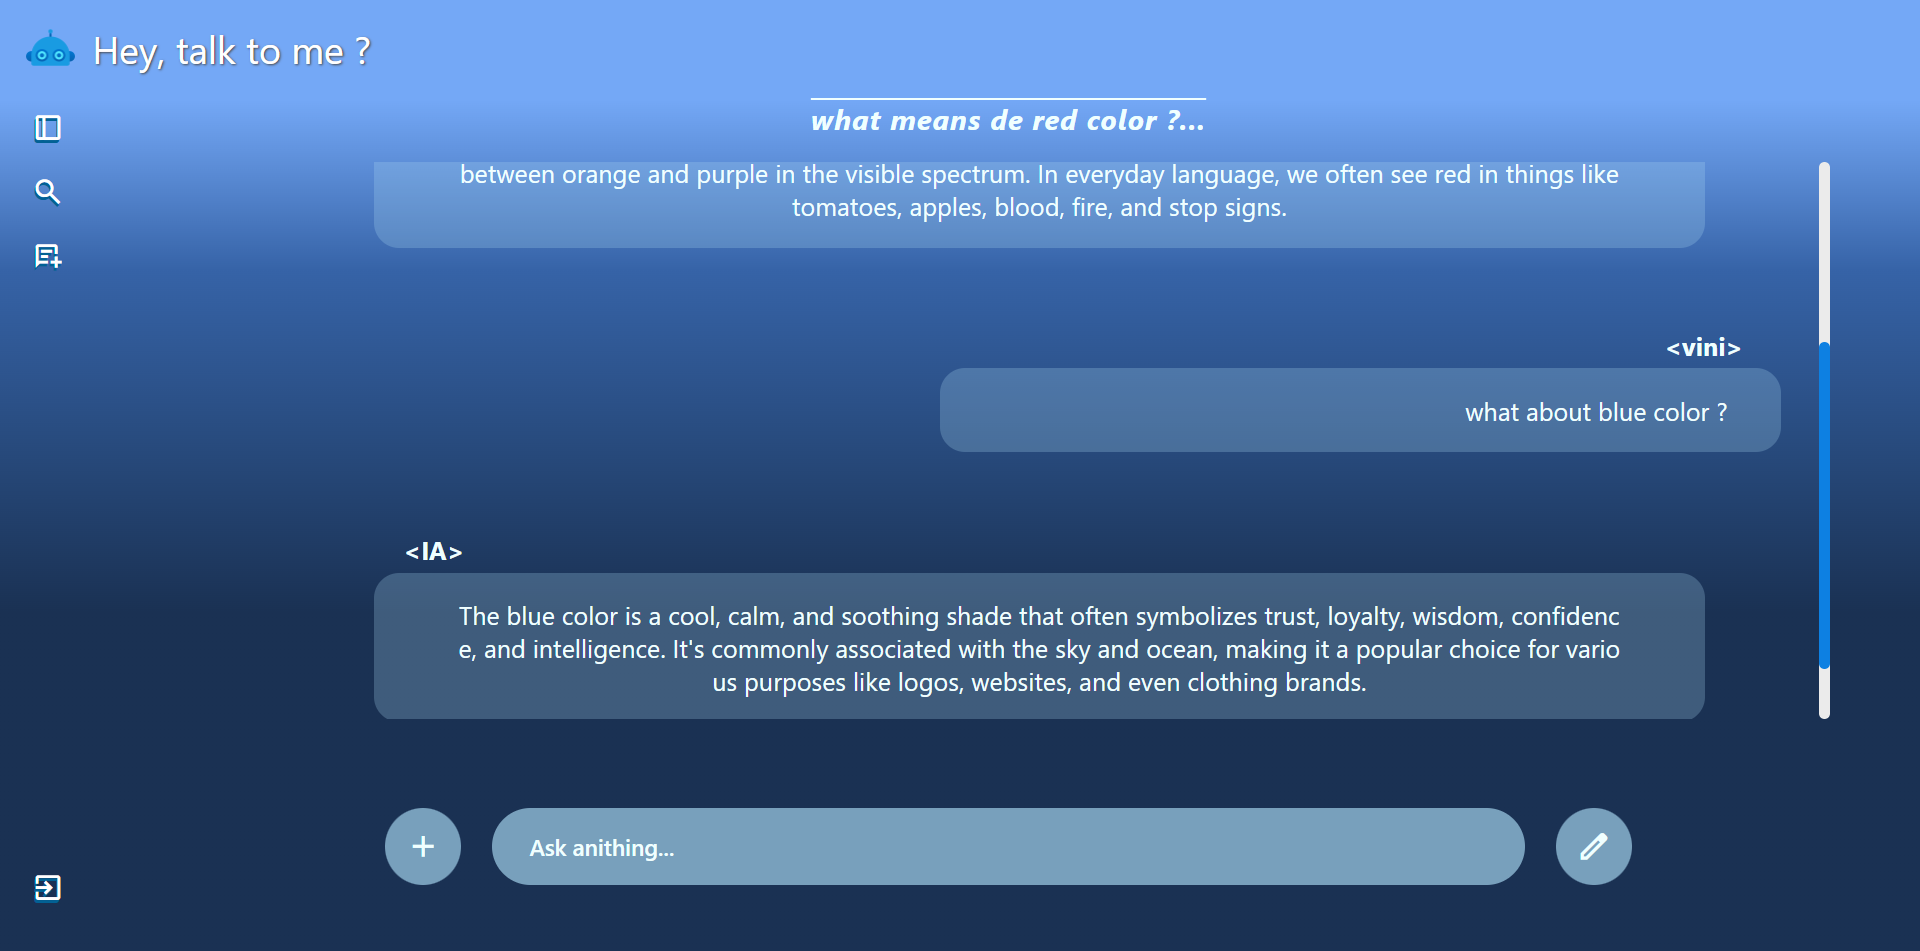 Hey, talk to me ?
what means de red color ?...
between orange and purple in the visible spectrum. In everyday language, we often see red in things like
tomatoes, apples, blood, fire, and stop signs.
<vini>
what about blue color ?
<IA>
The blue color is a cool, calm, and soothing shade that often symbolizes trust, loyalty, wisdom, confidenc
e, and intelligence. It's commonly associated with the sky and ocean, making it a popular choice for vario
us purposes like logos, websites, and even clothing brands.
Ask anithing...